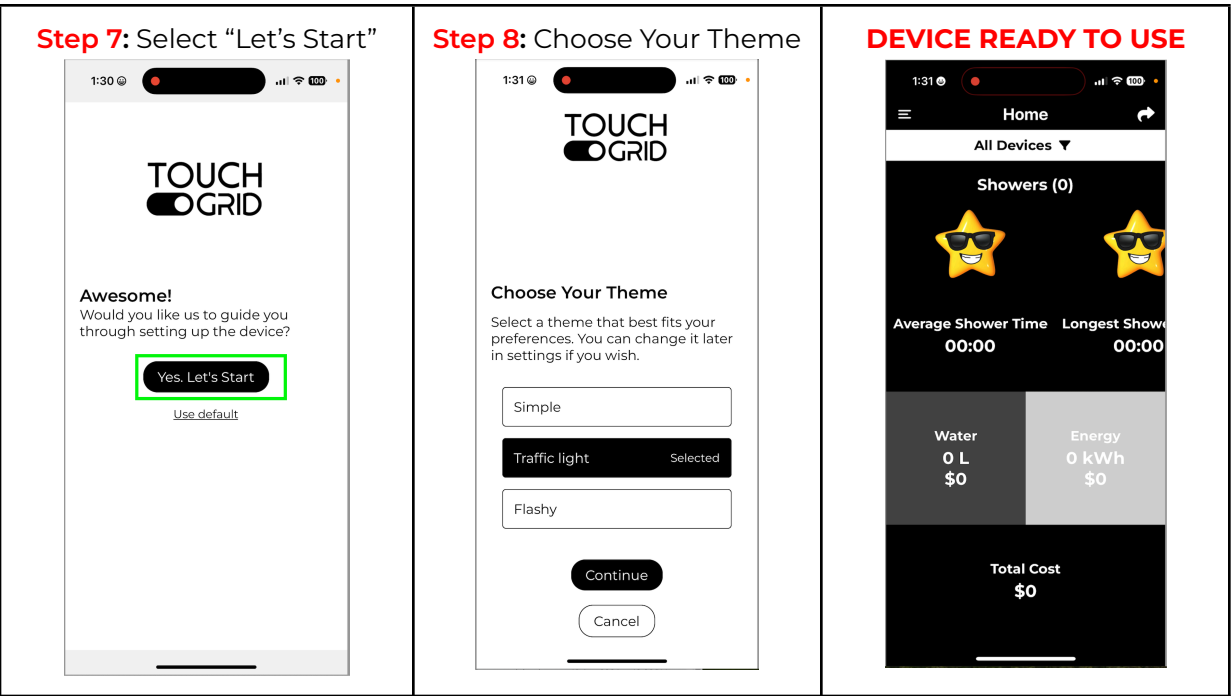 Step 7: Select “Let’s Start”
1:30
100
TOUCH
GRID
Awesome!
Would you like us to guide you
through setting up the device?
Yes. Let's Start
Use default
Step 8: Choose Your Theme
1:31
100
TOUCH
GRID
Choose Your Theme
Select a theme that best fits your
preferences. You can change it later
in settings if you wish.
Simple
Traffic light Selected
Flashy
Continue
Cancel
DEVICE READY TO USE
1:31
100
Home
All Devices
Showers (0)
Average Shower Time Longest Showe
00:00 00:00
Water Energy
0 L 0 kWh
$0 $0
Total Cost
$0